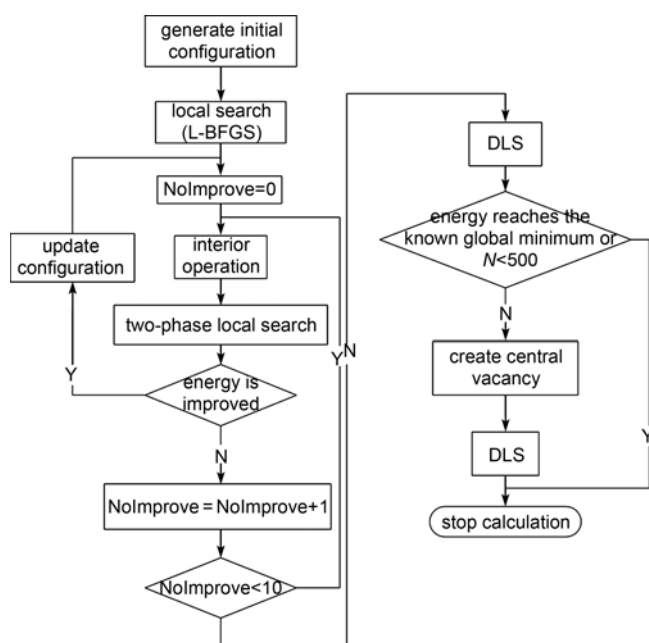 generate initial
configuration
local search
(L-BFGS)
NoImprove=0
update
configuration
interior
operation
two-phase local search
Y
energy is
improved
N
NoImprove = NoImprove+1
NoImprove<10
Y
N
DLS
energy reaches the
known global minimum or
N<500
N
create central
vacancy
Y
DLS
stop calculation